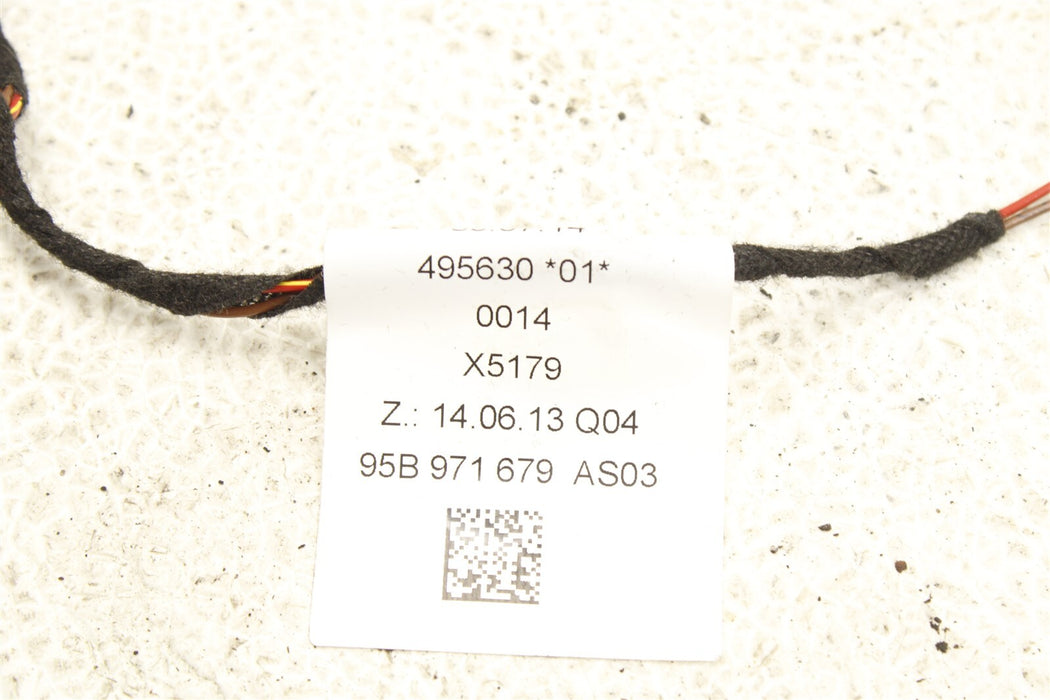 495630 *01*
0014
X5179
Z.: 14.06.13 Q04
95B 971 679 AS03